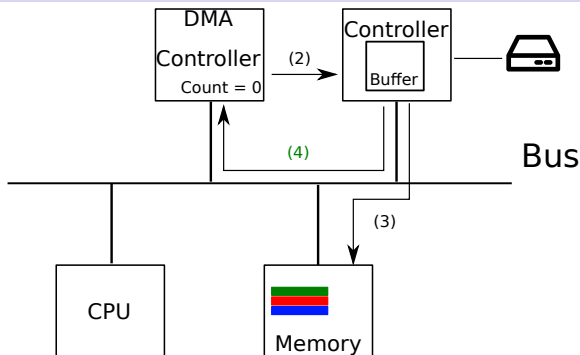 DMA
Controller
Count = 0
(2)
Controller
Buffer
(4)
Bus
(3)
CPU
Memory